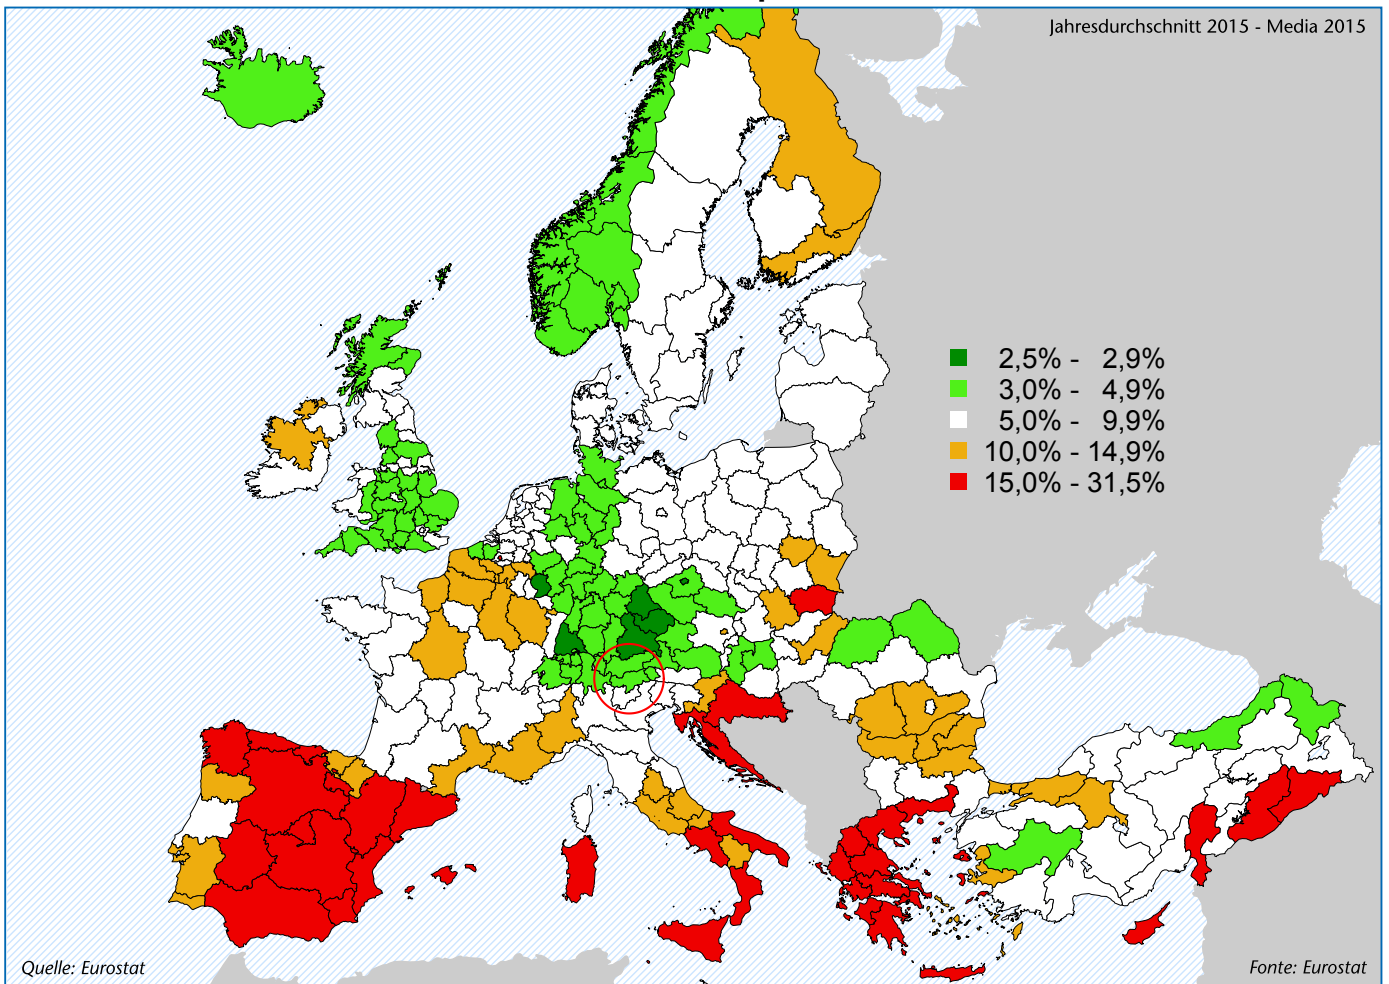 Jahresdurchschnitt 2015 - Media 2015
2,5% - 2,9%
3,0% - 4,9%
5,0% - 9,9%
10,0% - 14,9%
15,0% - 31,5%
Quelle: Eurostat
Fonte: Eurostat